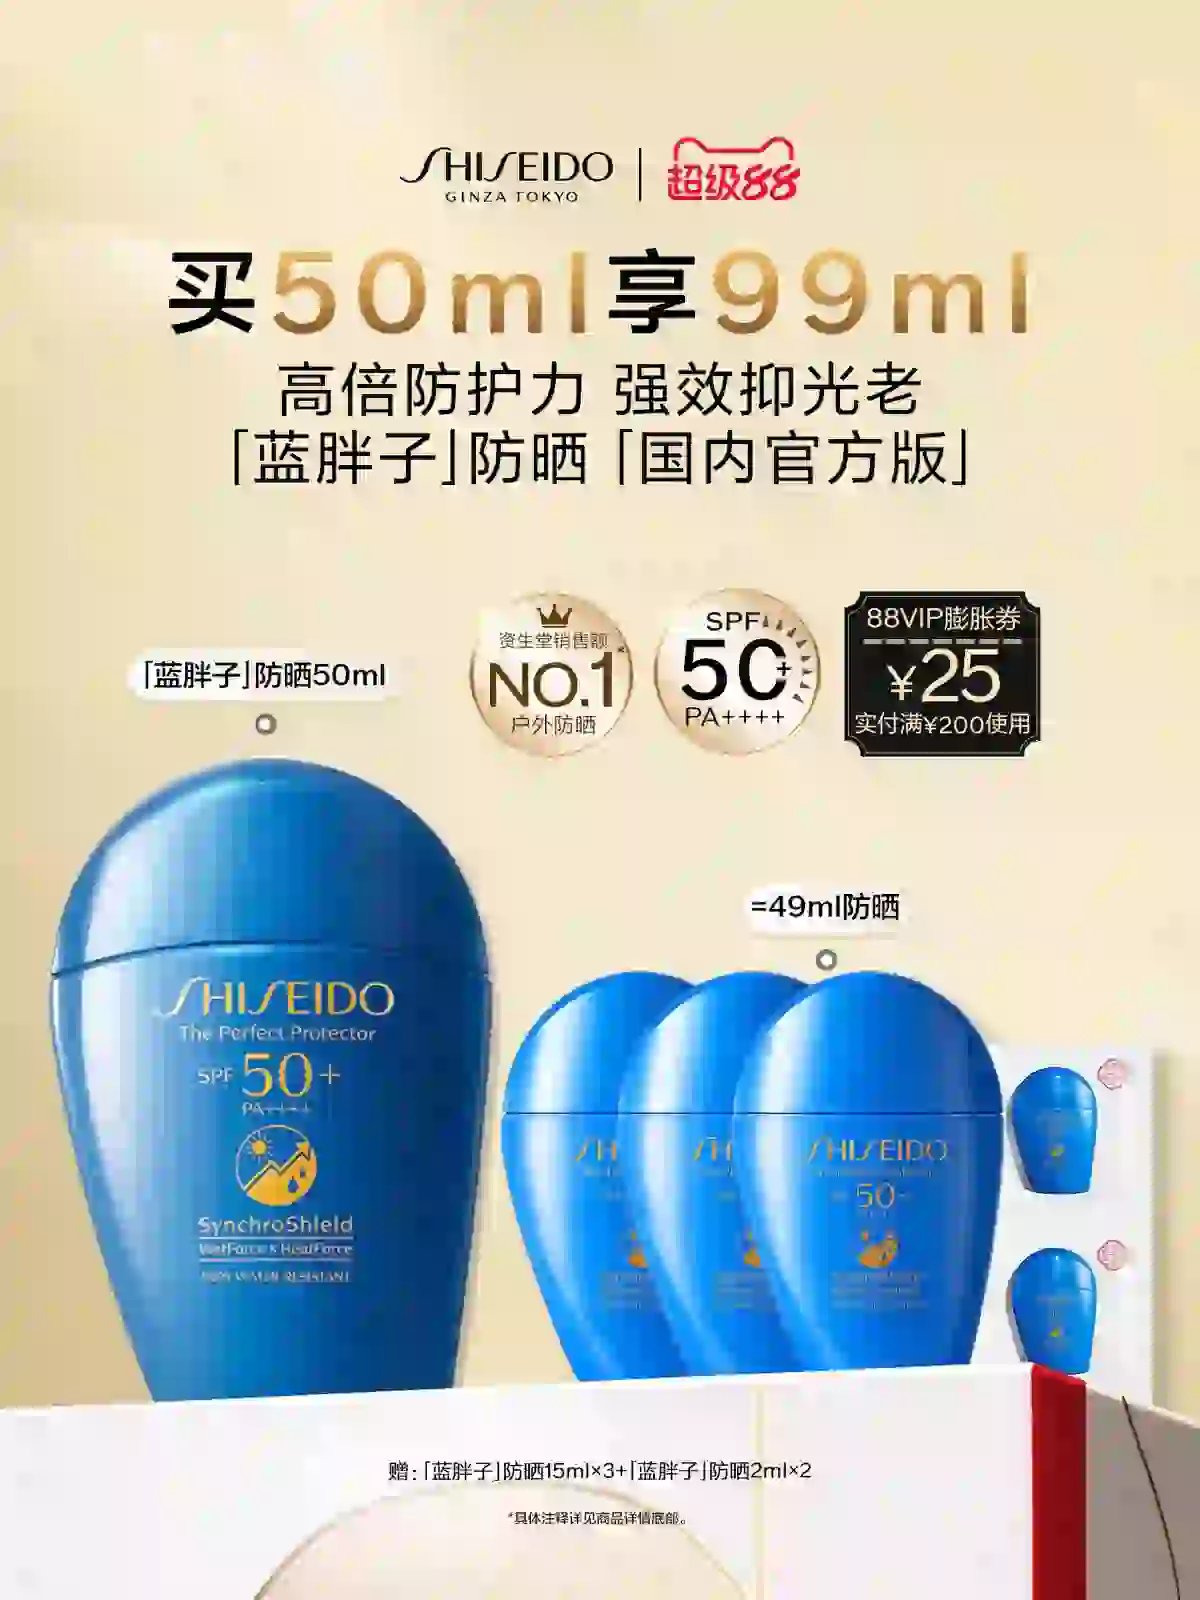 SHISEIDO
GINZA TOKYO
超级88
买50ml享99ml
高倍防护力 强效抑光老
「蓝胖子」防晒「国内官方版」
资生堂销售额
NO.1*
户外防晒
SPF
50+
PA++++
88VIP膨胀券
¥25
实付满¥200使用
「蓝胖子」防晒50ml
=49ml防晒
SHISEIDO
The Perfect Protector
SPF 50+
PA++++
SynchroShield
WetForce x HeatForce
WATER RESISTANT
SH
SH
SHISEIDO
50+
赠:「蓝胖子」防晒15ml×3+「蓝胖子」防晒2ml×2
*具体注释详见商品详情底部。